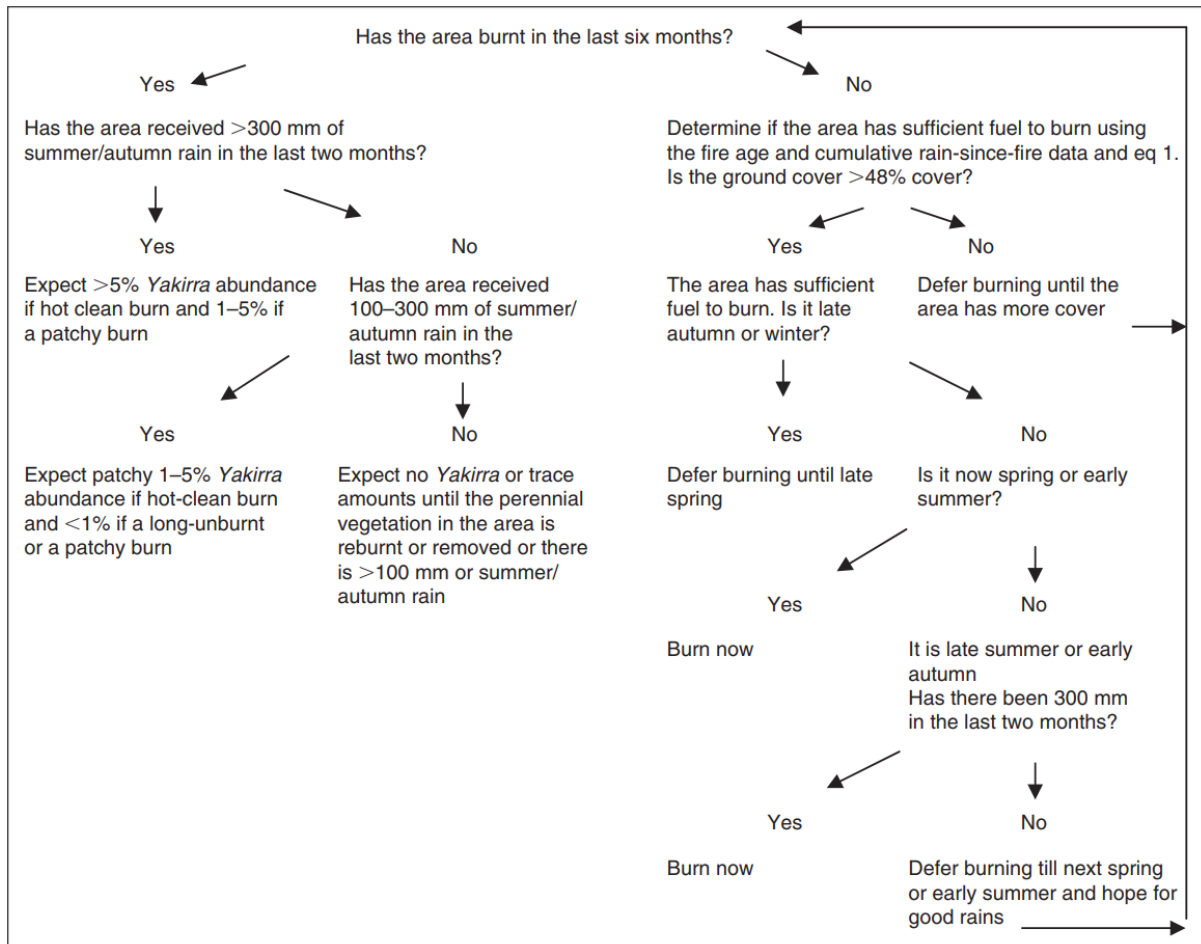 Has the area burnt in the last six months?
Yes
No
Has the area received >300 mm of
summer/autumn rain in the last two months?
Determine if the area has sufficient fuel to burn using
the fire age and cumulative rain-since-fire data and eq 1.
Is the ground cover >48% cover?
Yes
No
Yes
No
Expect >5% Yakirra abundance
if hot clean burn and 1–5% if
a patchy burn
Has the area received
100–300 mm of summer/
autumn rain in the
last two months?
The area has sufficient
fuel to burn. Is it late
autumn or winter?
Defer burning until the
area has more cover
Yes
No
Yes
No
Expect patchy 1–5% Yakirra
abundance if hot-clean burn
and <1% if a long-unburnt
or a patchy burn
Expect no Yakirra or trace
amounts until the perennial
vegetation in the area is
reburnt or removed or there
is >100 mm or summer/
autumn rain
Defer burning until late
spring
Is it now spring or early
summer?
Yes
No
Burn now
It is late summer or early
autumn
Has there been 300 mm
in the last two months?
Yes
No
Burn now
Defer burning till next spring
or early summer and hope for
good rains